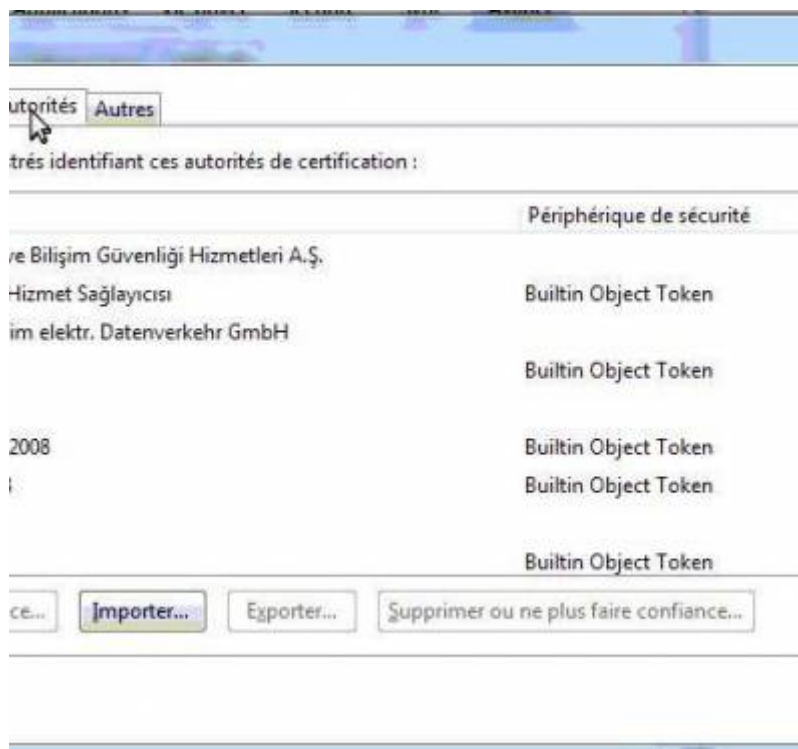 utorités Autres
trés identifiant ces autorités de certification :
Périphérique de sécurité
ve Bilişim Güvenliği Hizmetleri A.Ş.
Hizmet Sağlayıcısı Builtin Object Token
im elektr. Datenverkehr GmbH
Builtin Object Token
2008 Builtin Object Token
Builtin Object Token
Builtin Object Token
ce... Importer... Exporter... Supprimer ou ne plus faire confiance...